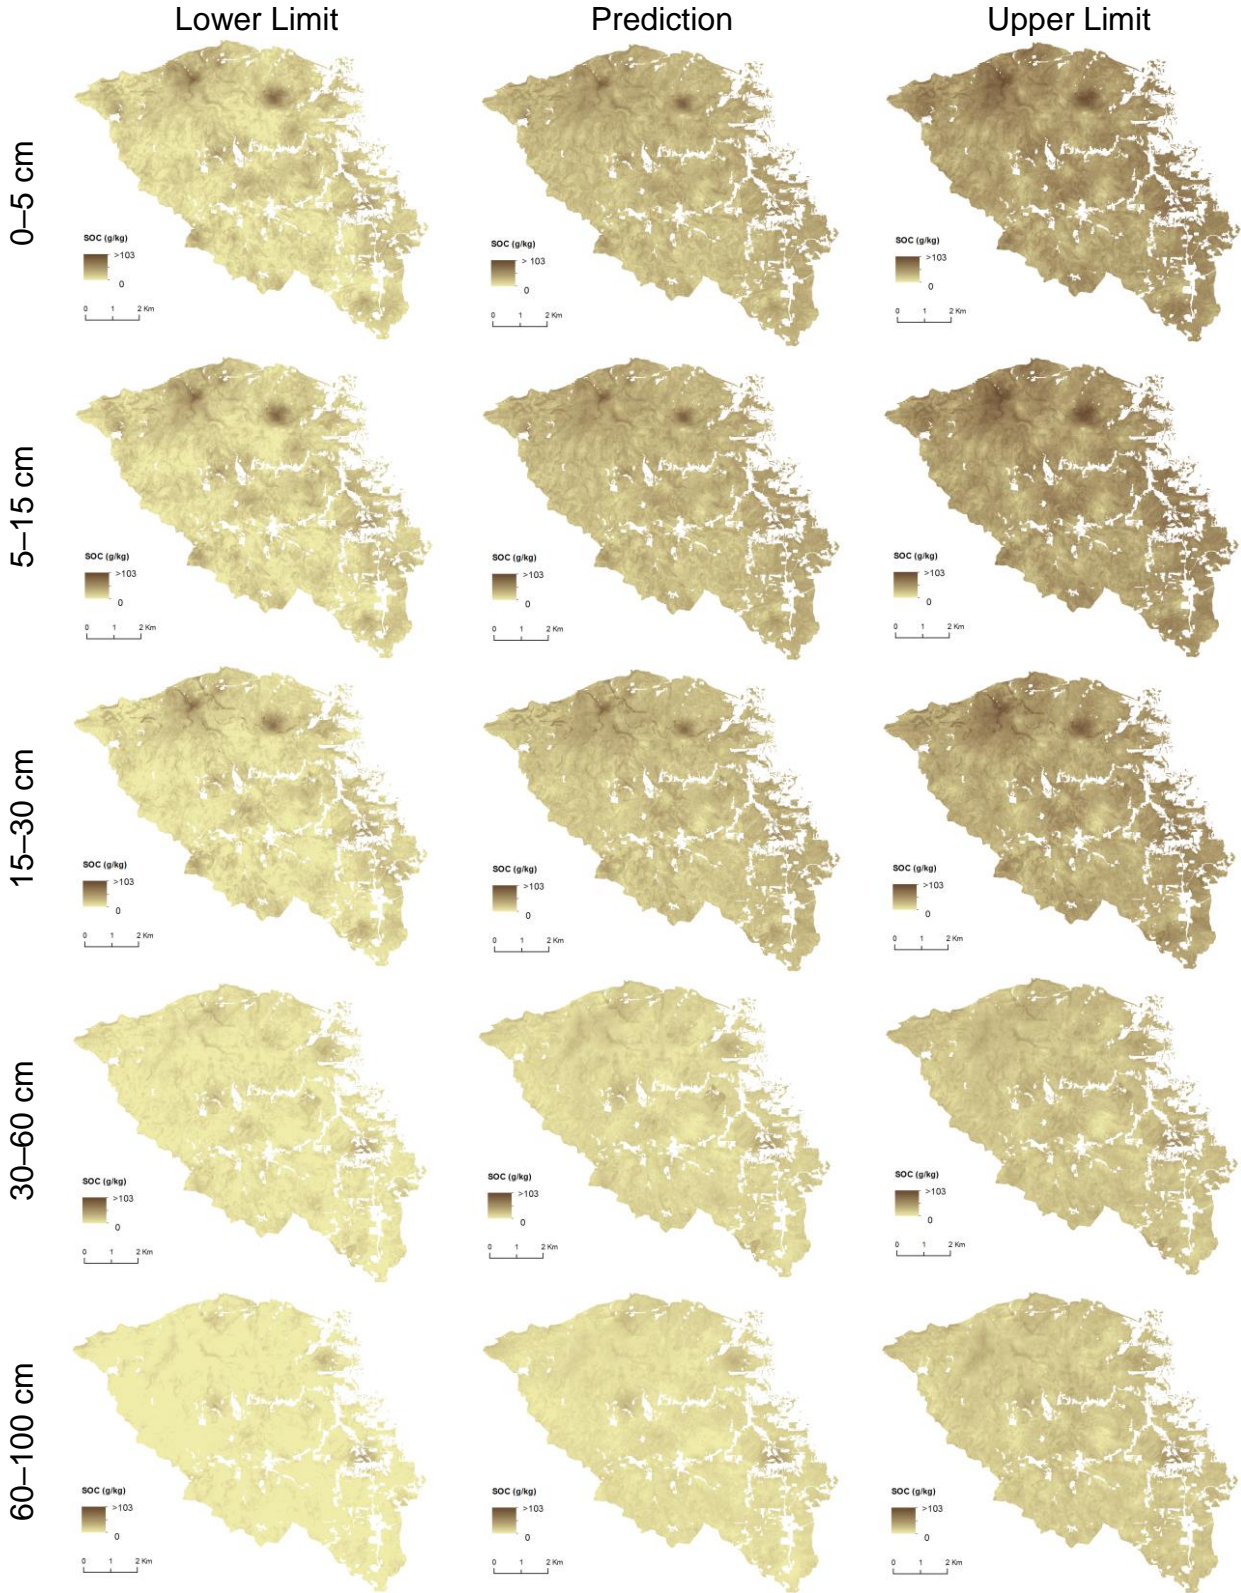 Lower Limit
Prediction
Upper Limit
0–5 cm
SOC (g/kg)
>103
0
0 1 2 Km
SOC (g/kg)
> 103
0
0 1 2 Km
SOC (g/kg)
>103
0
0 1 2 Km
5–15 cm
SOC (g/kg)
>103
0
0 1 2 Km
SOC (g/kg)
>103
0
0 1 2 Km
SOC (g/kg)
>103
0
0 1 2 Km
15–30 cm
SOC (g/kg)
>103
0
0 1 2 Km
SOC (g/kg)
>103
0
0 1 2 Km
SOC (g/kg)
>103
0
0 1 2 Km
30–60 cm
SOC (g/kg)
>103
0
0 1 2 Km
SOC (g/kg)
>103
0
0 1 2 Km
SOC (g/kg)
>103
0
0 1 2 Km
60–100 cm
SOC (g/kg)
>103
0
0 1 2 Km
SOC (g/kg)
>103
0
0 1 2 Km
SOC (g/kg)
>103
0
0 1 2 Km